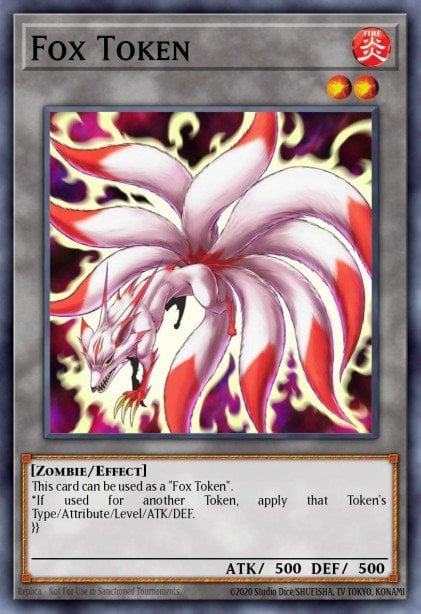 Fox Token
FIRE
炎
[Zombie/Effect]
This card can be used as a "Fox Token".
*If used for another Token, apply that Token's
Type/Attribute/Level/ATK/DEF.
}}
ATK/ 500 DEF/ 500
Replica - Not For Use in Sanctioned Tournaments.
©2020 Studio Dice/SHUEISHA, TV TOKYO, KONAMI